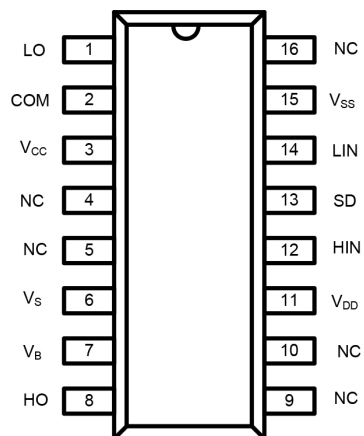 LO 1 16 NC
COM 2 15 VSS
VCC 3 14 LIN
NC 4 13 SD
NC 5 12 HIN
VS 6 11 VDD
VB 7 10 NC
HO 8 9 NC